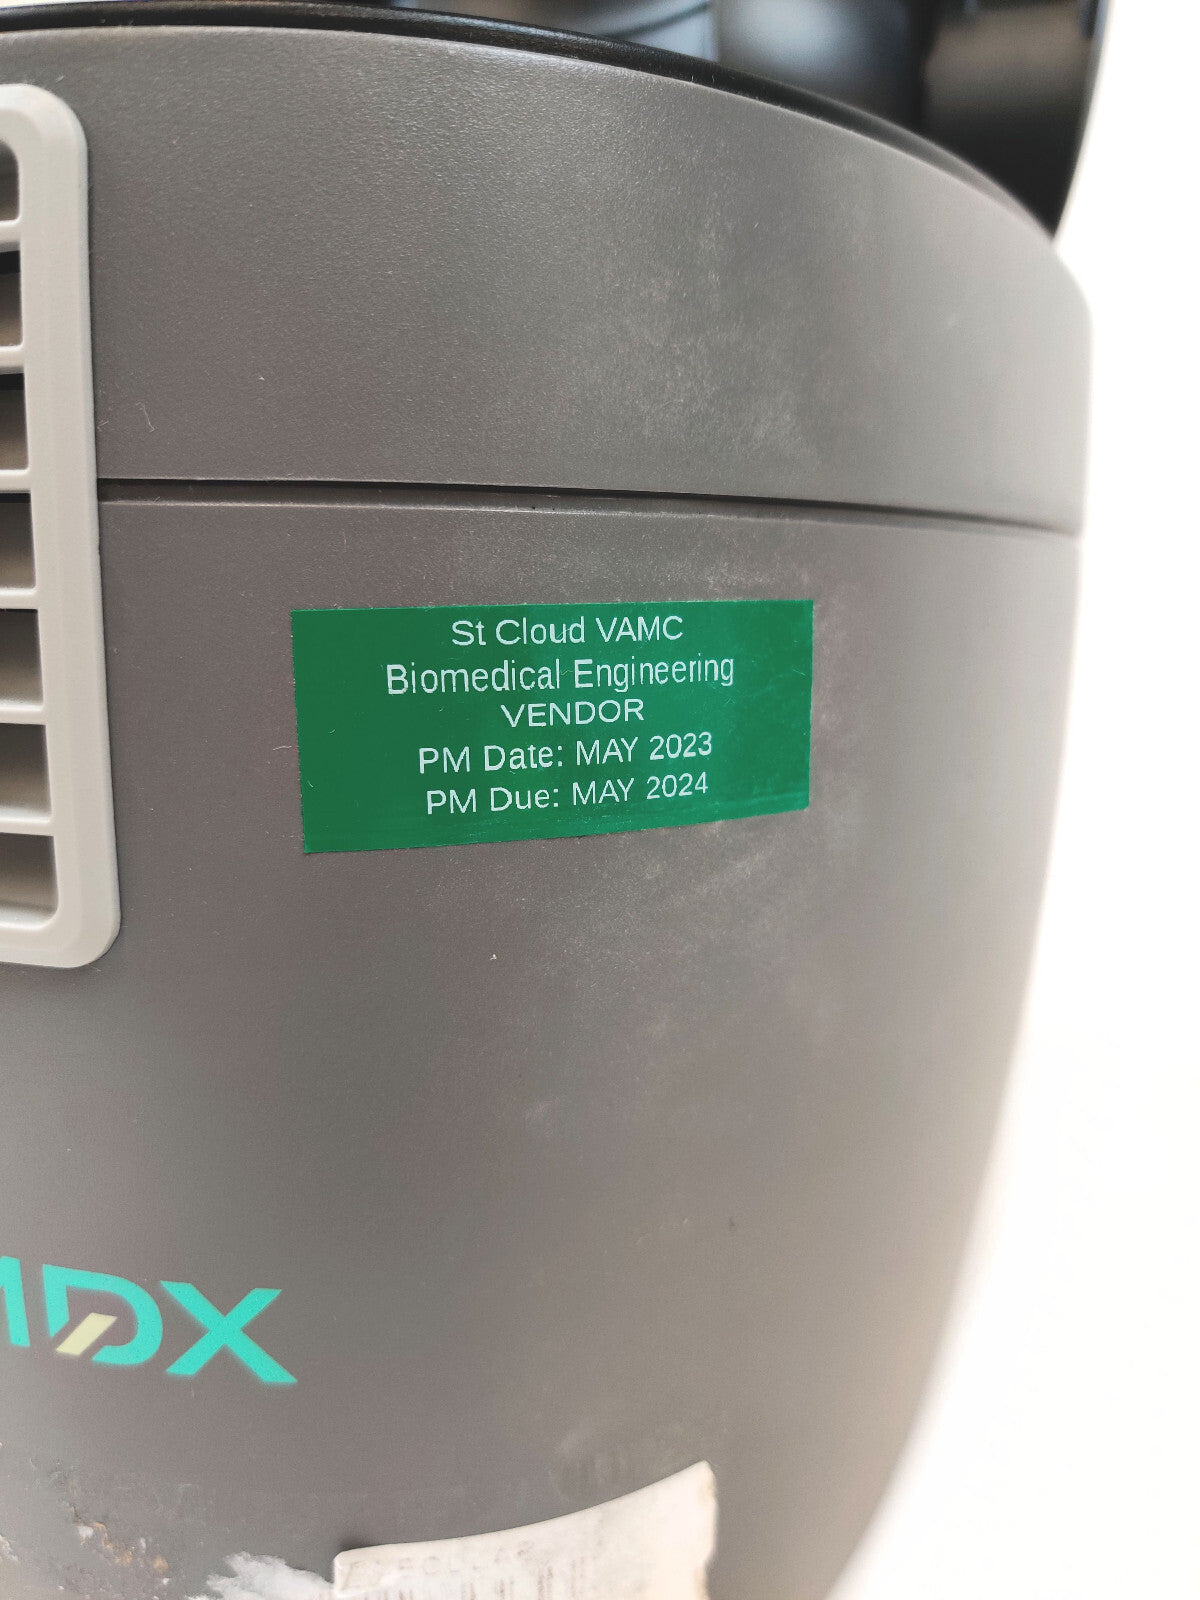 St Cloud VAMC
Biomedical Engineering
VENDOR
PM Date: MAY 2023
PM Due: MAY 2024
MDX